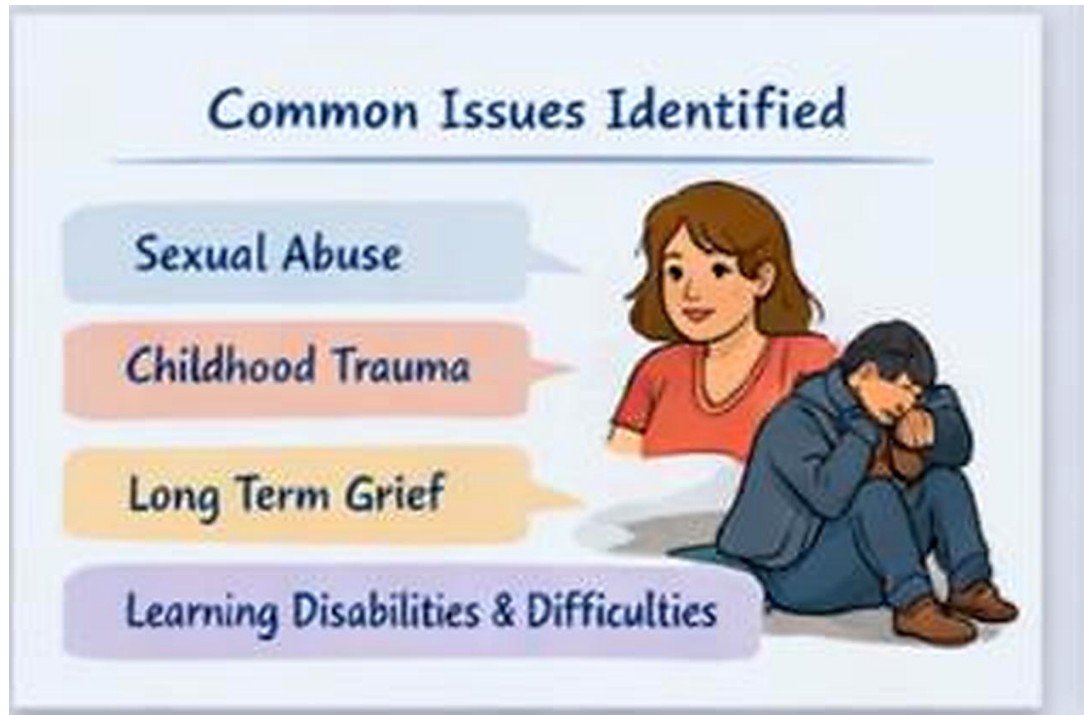 Common Issues Identified
Sexual Abuse
Childhood Trauma
Long Term Grief
Learning Disabilities & Difficulties